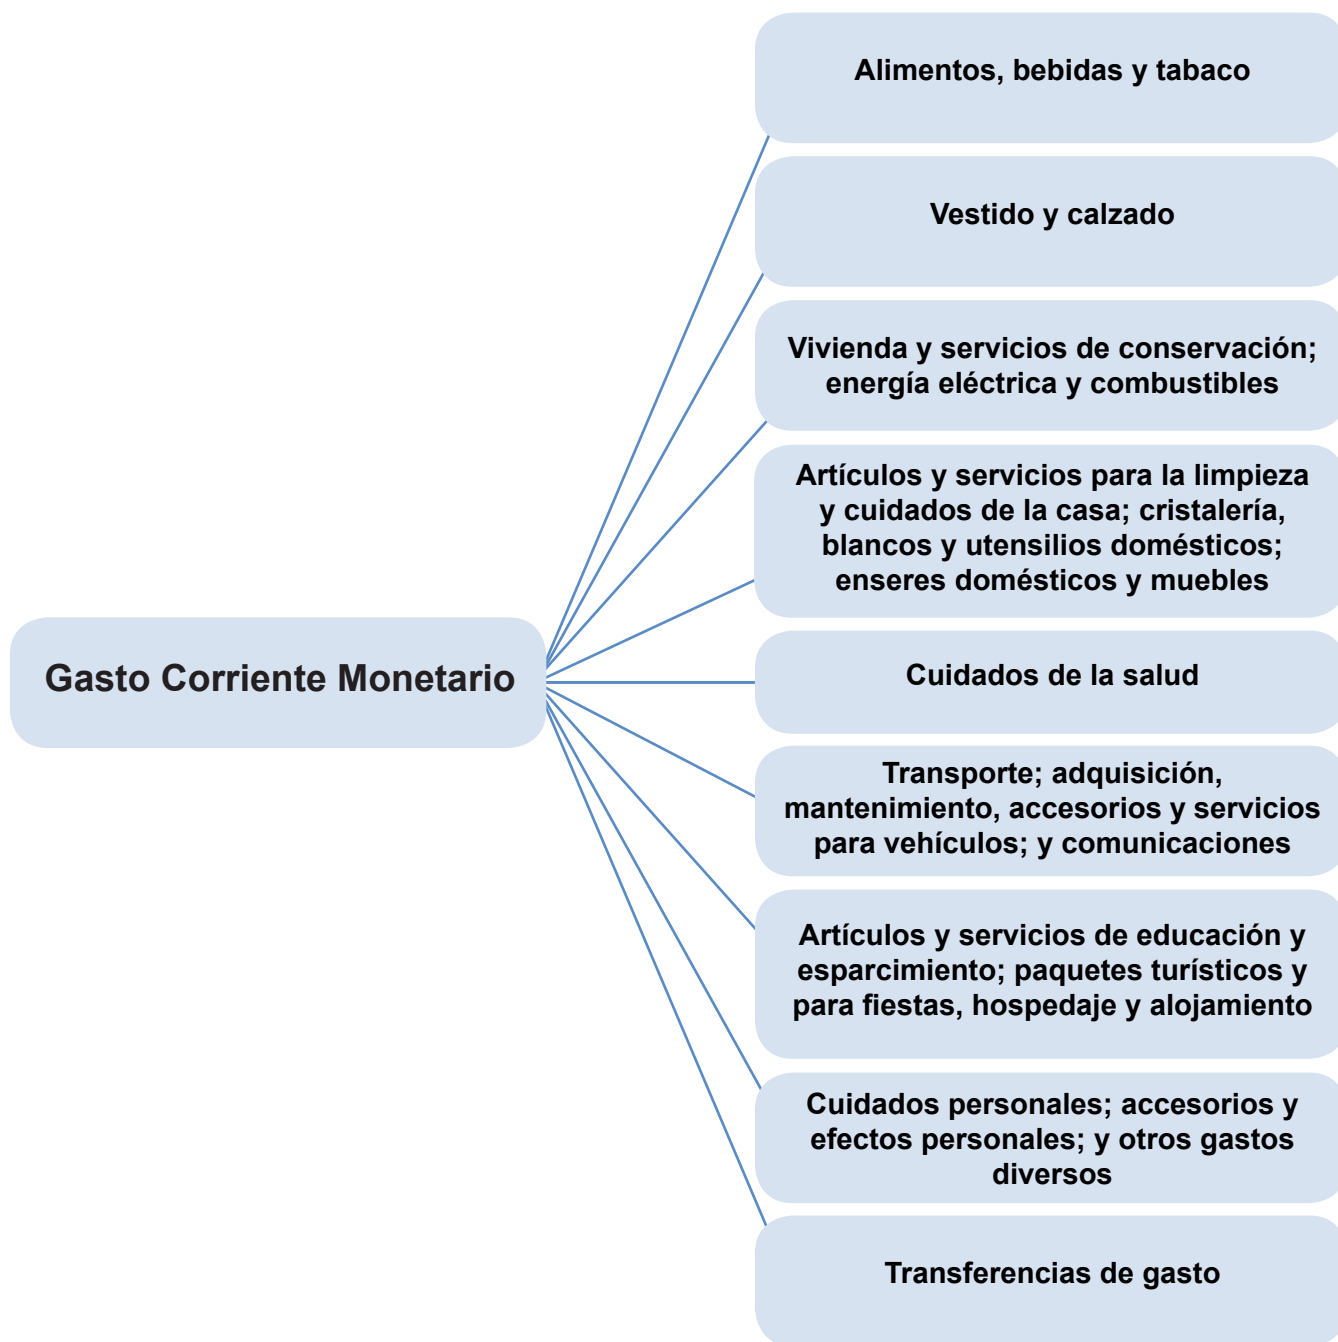 Alimentos, bebidas y tabaco
Vestido y calzado
Vivienda y servicios de conservación;
energía eléctrica y combustibles
Artículos y servicios para la limpieza
y cuidados de la casa; cristalería,
blancos y utensilios domésticos;
enseres domésticos y muebles
Gasto Corriente Monetario
Cuidados de la salud
Transporte; adquisición,
mantenimiento, accesorios y servicios
para vehículos; y comunicaciones
Artículos y servicios de educación y
esparcimiento; paquetes turísticos y
para fiestas, hospedaje y alojamiento
Cuidados personales; accesorios y
efectos personales; y otros gastos
diversos
Transferencias de gasto